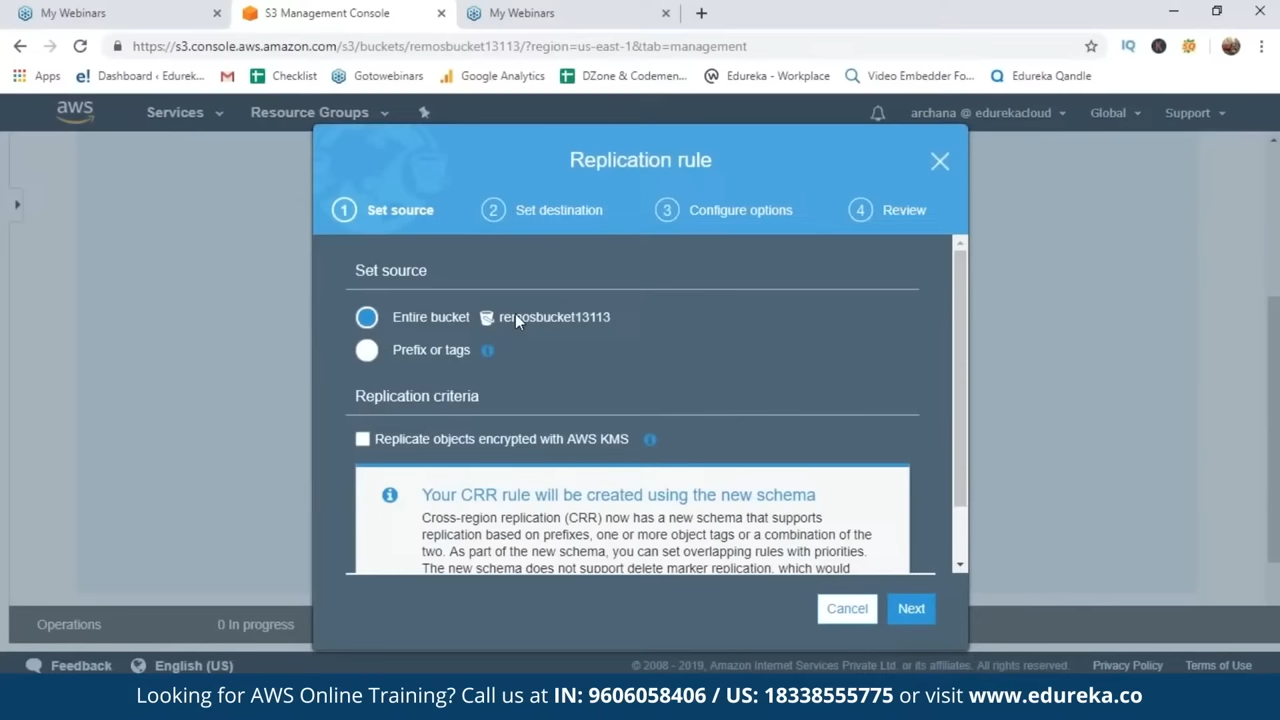 My Webinars
S3 Management Console
My Webinars
https://s3.console.aws.amazon.com/s3/buckets/remosbucket13113/?region=us-east-1&tab=management
IQ
K
Apps
e! Dashboard ‹ Edurek...
Checklist
Gotowebinars
Google Analytics
DZone & Codemen...
Edureka - Workplace
Video Embedder Fo...
Edureka Qandle
aws
Services
Resource Groups
archana @ edurekacloud
Global
Support
Replication rule
1 Set source
2 Set destination
3 Configure options
4 Review
Set source
Entire bucket remosbucket13113
Prefix or tags
Replication criteria
Replicate objects encrypted with AWS KMS
Your CRR rule will be created using the new schema
Cross-region replication (CRR) now has a new schema that supports
replication based on prefixes, one or more object tags or a combination of the
two. As part of the new schema, you can set overlapping rules with priorities.
The new schema does not support delete marker replication, which would
Cancel
Next
Operations
0 In progress
Feedback
English (US)
© 2008 - 2019, Amazon Internet Services Private Ltd. or its affiliates. All rights reserved.
Privacy Policy
Terms of Use
Looking for AWS Online Training? Call us at IN: 9606058406 / US: 18338555775 or visit www.edureka.co